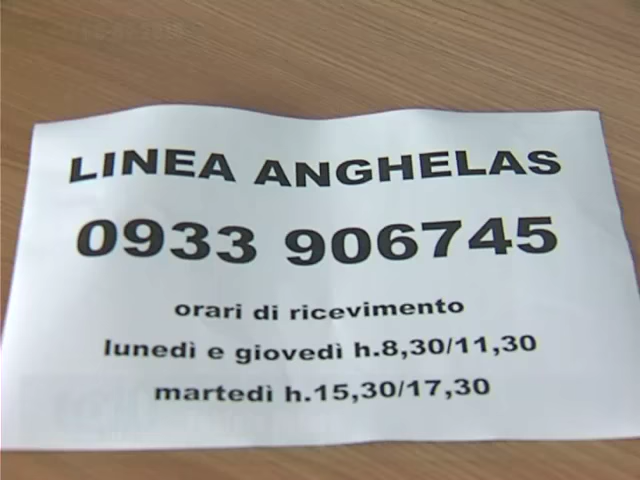 LINEA ANGHELAS
0933 906745
orari di ricevimento
lunedì e giovedì h.8,30/11,30
martedì h.15,30/17,30